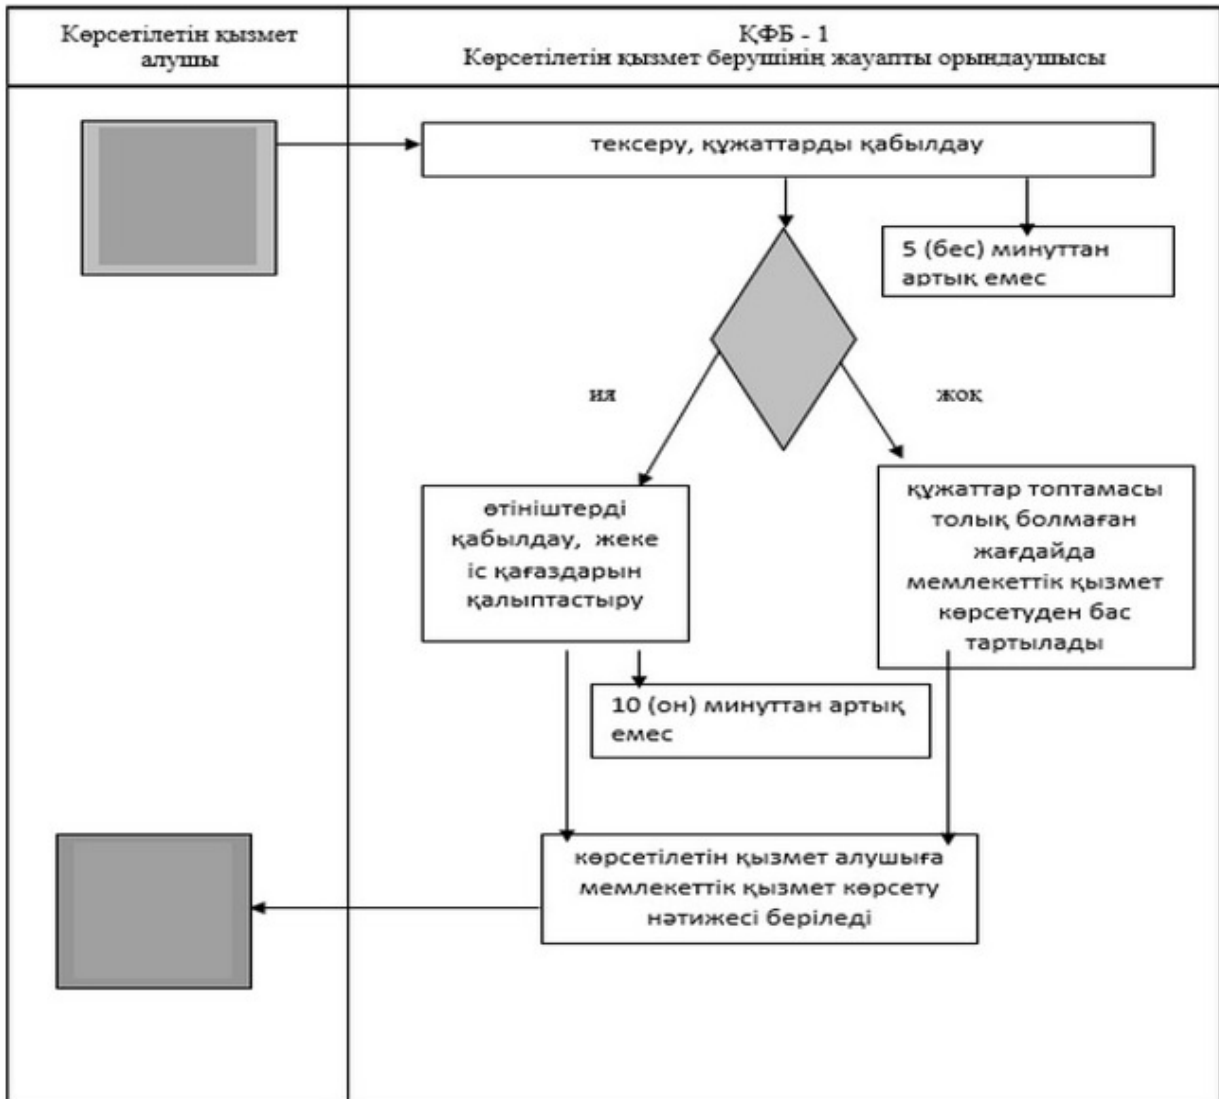 Көрсетілетін қызмет
алушы
ҚФБ - 1
Көрсетілетін қызмет берушінің жауапты орындаушысы
тексеру, құжаттарды қабылдау
5 (бес) минуттан
артық емес
ия
жоқ
өтініштерді
қабылдау, жеке
іс қағаздарын
қалыптастыру
құжаттар топтамасы
толық болмаған
жағдайда
мемлекеттік қызмет
көрсетуден бас
тартылады
10 (он) минуттан артық
емес
көрсетілетін қызмет алушыға
мемлекеттік қызмет көрсету
нәтижесі беріледі